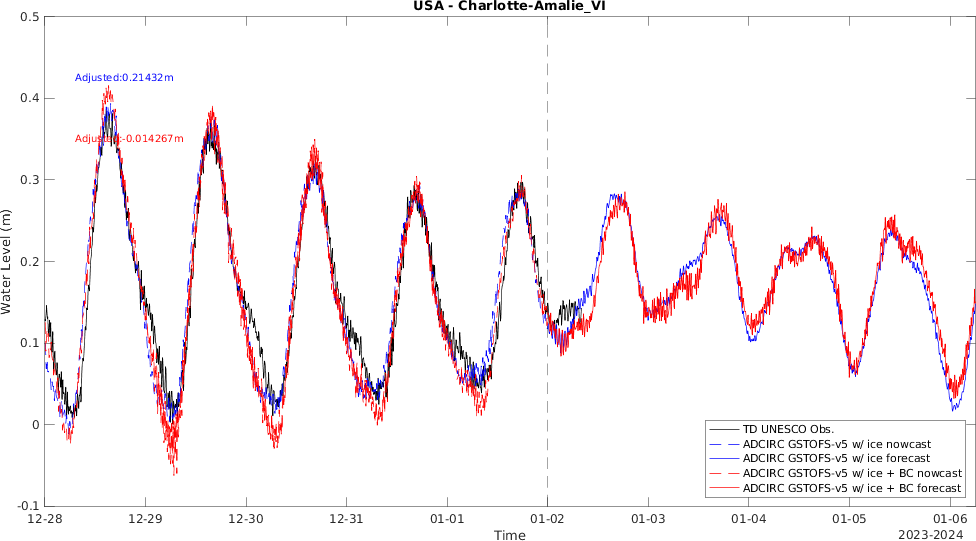 USA - Charlotte-Amalie_VI
0.5
0.4
0.3
0.2
0.1
0
-0.1
Water Level (m)
Adjusted:0.21432m
Adjusted:-0.014267m
TD UNESCO Obs.
ADCIRC GSTOFS-v5 w/ ice nowcast
ADCIRC GSTOFS-v5 w/ ice forecast
ADCIRC GSTOFS-v5 w/ ice + BC nowcast
ADCIRC GSTOFS-v5 w/ ice + BC forecast
12-28 12-29 12-30 12-31 01-01 01-02 01-03 01-04 01-05 01-06
Time
2023-2024